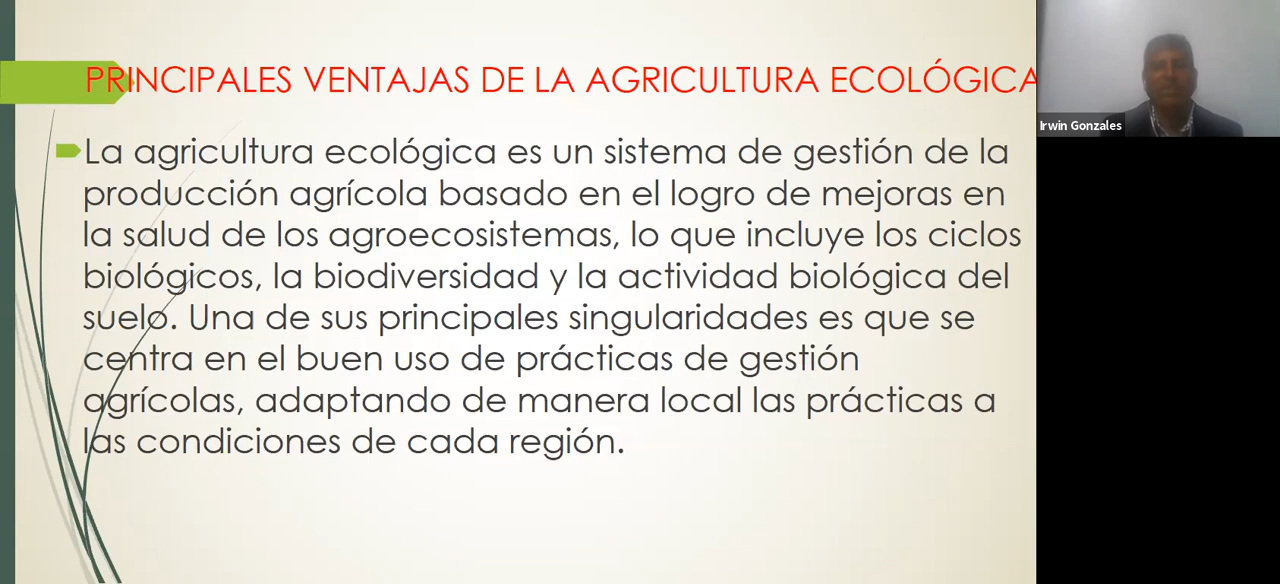 PRINCIPALES VENTAJAS DE LA AGRICULTURA ECOLÓGICA
La agricultura ecológica es un sistema de gestión de la
producción agrícola basado en el logro de mejoras en
la salud de los agroecosistemas, lo que incluye los ciclos
biológicos, la biodiversidad y la actividad biológica del
suelo. Una de sus principales singularidades es que se
centra en el buen uso de prácticas de gestión
agrícolas, adaptando de manera local las prácticas a
las condiciones de cada región.
Irwin Gonzales